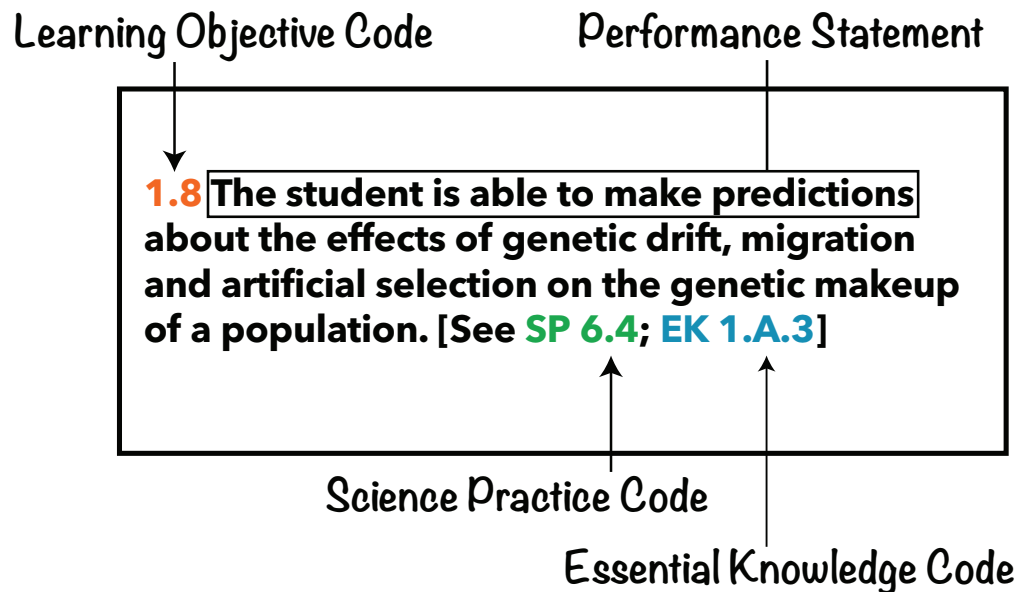 Learning Objective Code
Performance Statement
1.8 The student is able to make predictions
about the effects of genetic drift, migration
and artificial selection on the genetic makeup
of a population. [See SP 6.4; EK 1.A.3]
Science Practice Code
Essential Knowledge Code